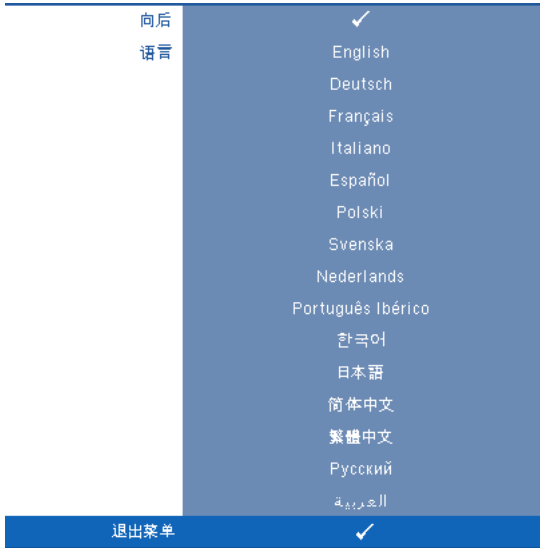 向后 ✓
语言 English
Deutsch
Français
Italiano
Español
Polski
Svenska
Nederlands
Português Ibérico
한국어
日本語
简体中文
繁體中文
Русский
العربية
退出菜单 ✓